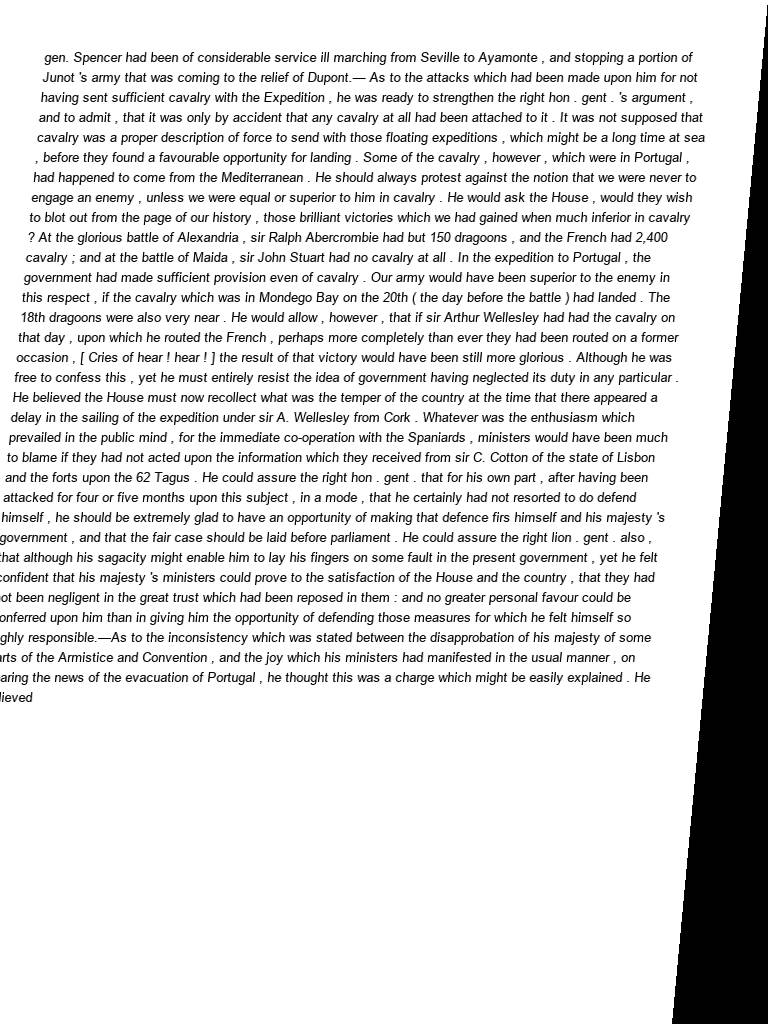 gen. Spencer had been of considerable service ill marching from Seville to Ayamonte , and stopping a portion of
Junot 's army that was coming to the relief of Dupont.— As to the attacks which had been made upon him for not
having sent sufficient cavalry with the Expedition , he was ready to strengthen the right hon . gent . 's argument ,
and to admit , that it was only by accident that any cavalry at all had been attached to it . It was not supposed that
cavalry was a proper description of force to send with those floating expeditions , which might be a long time at sea
, before they found a favourable opportunity for landing . Some of the cavalry , however , which were in Portugal ,
had happened to come from the Mediterranean . He should always protest against the notion that we were never to
engage an enemy , unless we were equal or superior to him in cavalry . He would ask the House , would they wish
to blot out from the page of our history , those brilliant victories which we had gained when much inferior in cavalry
? At the glorious battle of Alexandria , sir Ralph Abercrombie had but 150 dragoons , and the French had 2,400
cavalry ; and at the battle of Maida , sir John Stuart had no cavalry at all . In the expedition to Portugal , the
government had made sufficient provision even of cavalry . Our army would have been superior to the enemy in
this respect , if the cavalry which was in Mondego Bay on the 20th ( the day before the battle ) had landed . The
18th dragoons were also very near . He would allow , however , that if sir Arthur Wellesley had had the cavalry on
that day , upon which he routed the French , perhaps more completely than ever they had been routed on a former
occasion , [ Cries of hear ! hear ! ] the result of that victory would have been still more glorious . Although he was
free to confess this , yet he must entirely resist the idea of government having neglected its duty in any particular .
He believed the House must now recollect what was the temper of the country at the time that there appeared a
delay in the sailing of the expedition under sir A. Wellesley from Cork . Whatever was the enthusiasm which
prevailed in the public mind , for the immediate co-operation with the Spaniards , ministers would have been much
to blame if they had not acted upon the information which they received from sir C. Cotton of the state of Lisbon
and the forts upon the 62 Tagus . He could assure the right hon . gent . that for his own part , after having been
attacked for four or five months upon this subject , in a mode , that he certainly had not resorted to do defend
himself , he should be extremely glad to have an opportunity of making that defence firs himself and his majesty 's
government , and that the fair case should be laid before parliament . He could assure the right lion . gent . also ,
that although his sagacity might enable him to lay his fingers on some fault in the present government , yet he felt
confident that his majesty 's ministers could prove to the satisfaction of the House and the country , that they had
ot been negligent in the great trust which had been reposed in them : and no greater personal favour could be
onferred upon him than in giving him the opportunity of defending those measures for which he felt himself so
ghly responsible.—As to the inconsistency which was stated between the disapprobation of his majesty of some
arts of the Armistice and Convention , and the joy which his ministers had manifested in the usual manner , on
aring the news of the evacuation of Portugal , he thought this was a charge which might be easily explained . He
lieved